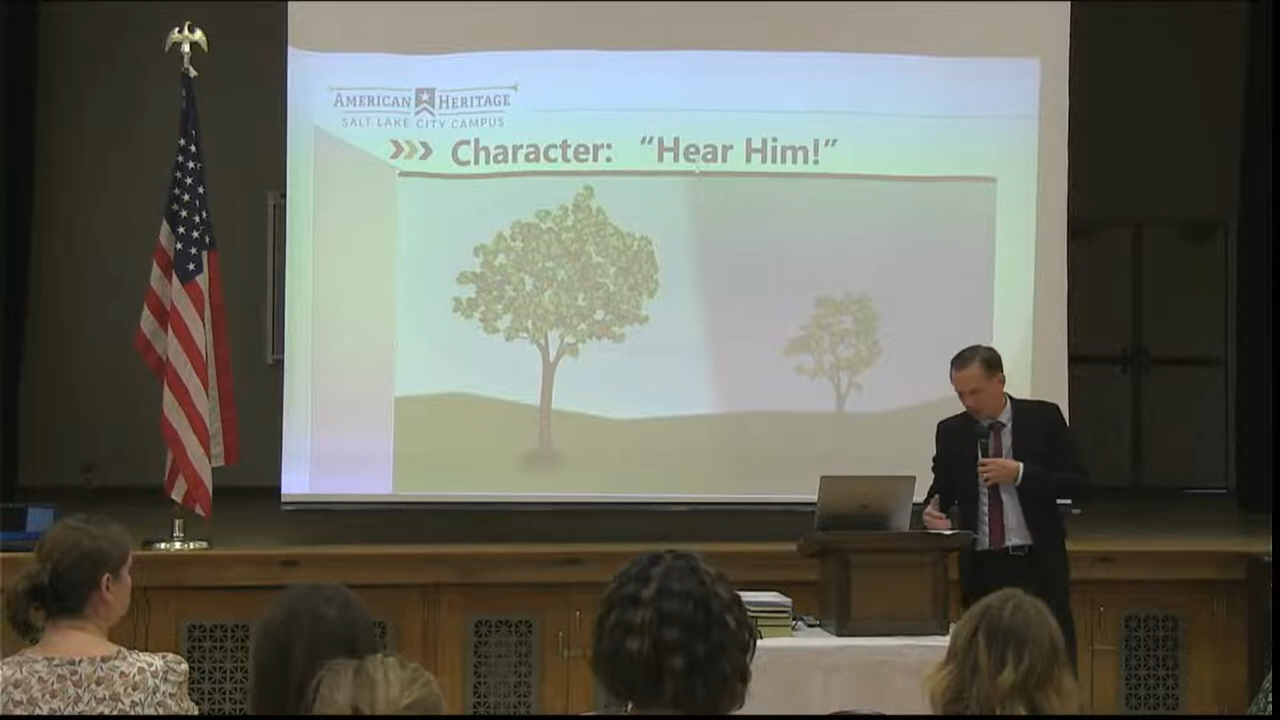 AMERICAN HERITAGE
SALT LAKE CITY CAMPUS
Character: “Hear Him!”